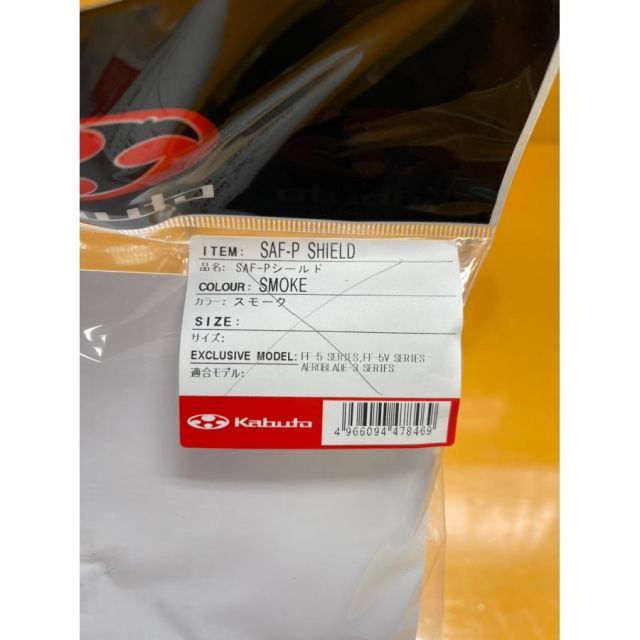 Kabuto
ITEM: SAF-P SHIELD
品名: SAF-Pシールド
COLOUR: SMOKE
カラー: スモーク
SIZE:
サイズ:
EXCLUSIVE MODEL: FF-5 SERIES,FF-5V SERIES
適合モデル: AEROBLADE-3 SERIES
Kabuto
4 966094 478469